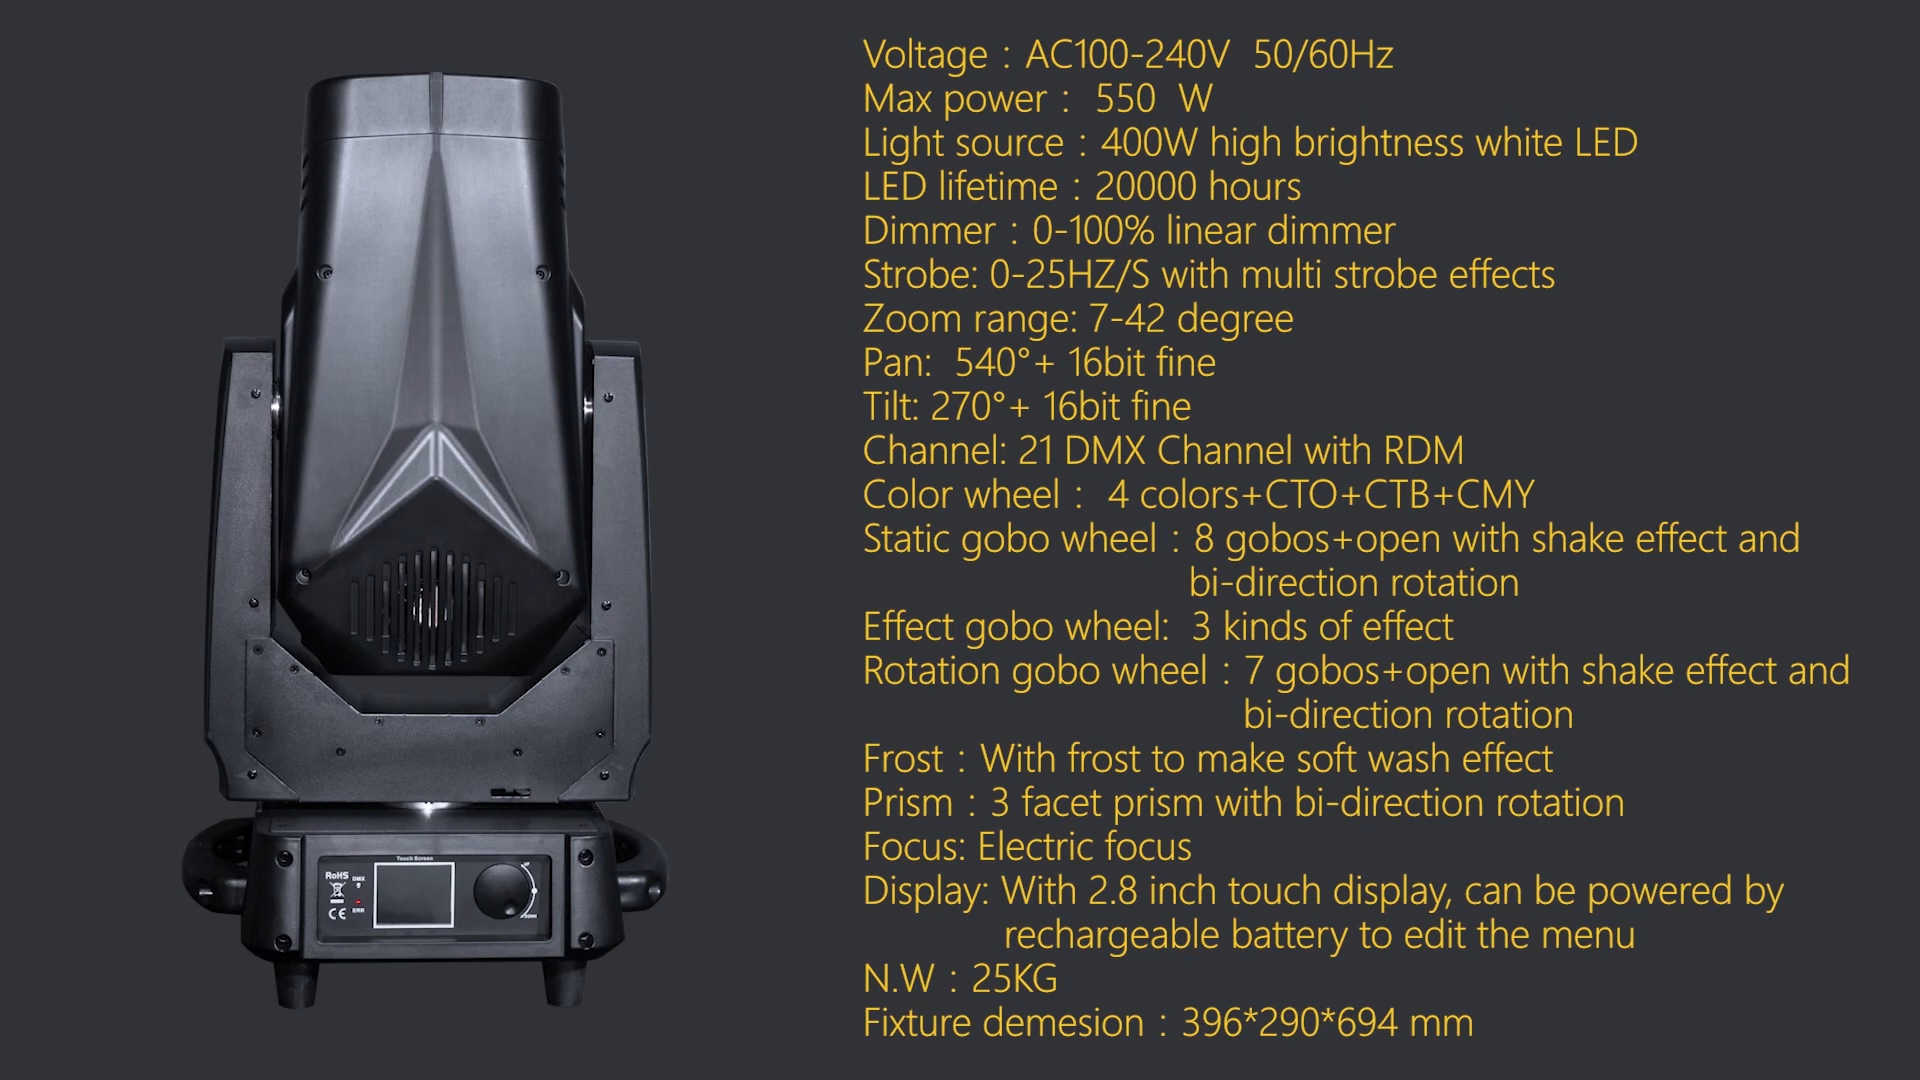 Voltage：AC100-240V 50/60Hz
Max power： 550 W
Light source：400W high brightness white LED
LED lifetime：20000 hours
Dimmer：0-100% linear dimmer
Strobe: 0-25HZ/S with multi strobe effects
Zoom range: 7-42 degree
Pan: 540°+ 16bit fine
Tilt: 270°+ 16bit fine
Channel: 21 DMX Channel with RDM
Color wheel： 4 colors+CTO+CTB+CMY
Static gobo wheel：8 gobos+open with shake effect and
bi-direction rotation
Effect gobo wheel: 3 kinds of effect
Rotation gobo wheel：7 gobos+open with shake effect and
bi-direction rotation
Frost：With frost to make soft wash effect
Prism：3 facet prism with bi-direction rotation
Focus: Electric focus
Display: With 2.8 inch touch display, can be powered by
rechargeable battery to edit the menu
N.W：25KG
Fixture demesion：396*290*694 mm
Touch Screen
RoHS
DMX
CE
ERR
UP
DOWN